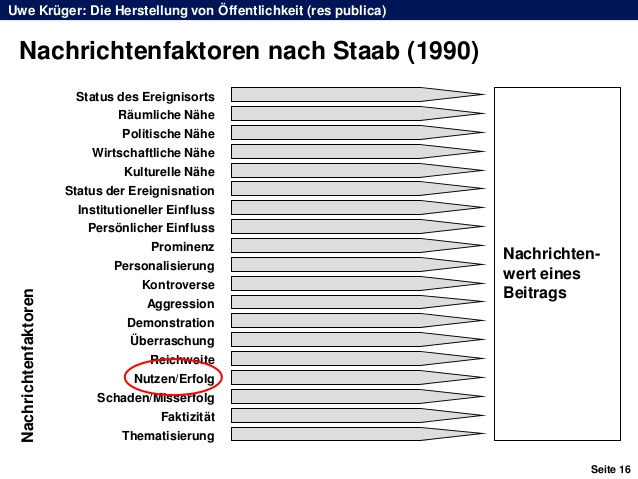 Uwe Krüger: Die Herstellung von Öffentlichkeit (res publica)
Nachrichtenfaktoren nach Staab (1990)
Status des Ereignisorts
Räumliche Nähe
Politische Nähe
Wirtschaftliche Nähe
Kulturelle Nähe
Status der Ereignisnation
Institutioneller Einfluss
Persönlicher Einfluss
Prominenz
Personalisierung
Kontroverse
Aggression
Demonstration
Überraschung
Reichweite
Nutzen/Erfolg
Schaden/Misserfolg
Faktizität
Thematisierung
Nachrichtenfaktoren
Nachrichten-
wert eines
Beitrags
Seite 16